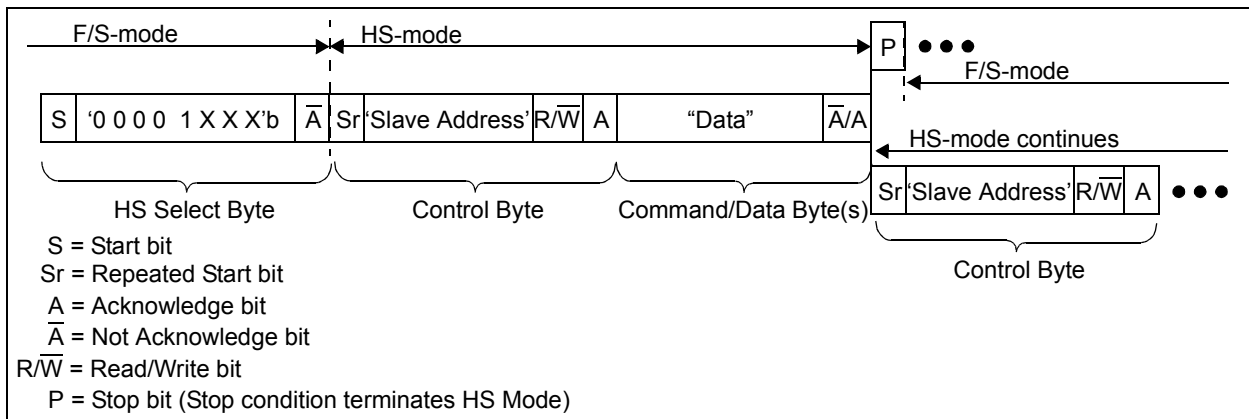 F/S-mode
HS-mode
P
F/S-mode
S '0 0 0 0 1 X X X'b A̅ Sr 'Slave Address' R/W̅ A "Data" A̅/A
HS-mode continues
Sr 'Slave Address' R/W̅ A
HS Select Byte
Control Byte
Command/Data Byte(s)
Control Byte
S = Start bit
Sr = Repeated Start bit
A = Acknowledge bit
A̅ = Not Acknowledge bit
R/W̅ = Read/Write bit
P = Stop bit (Stop condition terminates HS Mode)